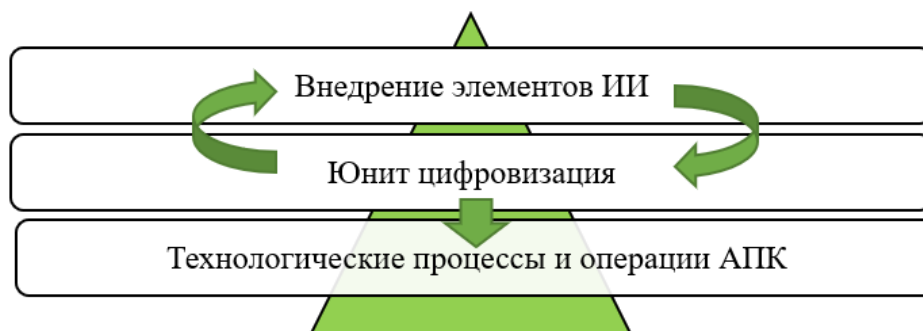 Внедрение элементов ИИ
Юнит цифровизация
Технологические процессы и операции АПК